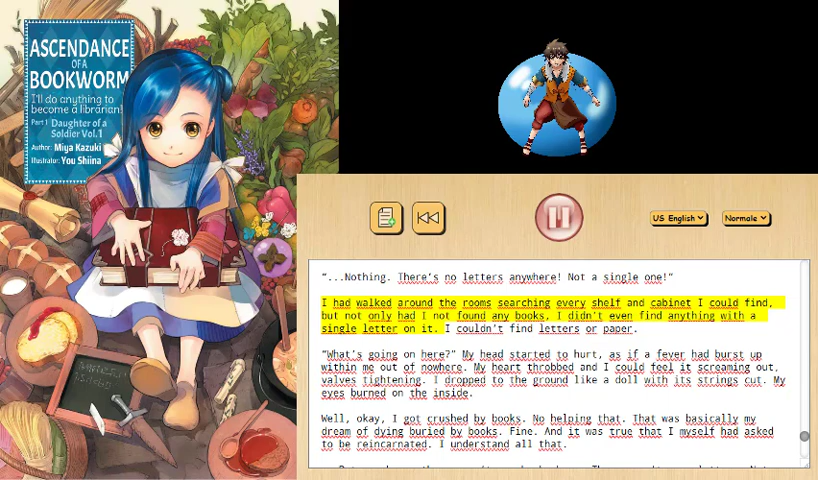 ASCENDANCE
OF A
BOOKWORM
I'll do anything to
become a librarian!
Part 1 Daughter of a
Soldier Vol.1
Author: Miya Kazuki
Illustrator: You Shiina
US English
Normale
"...Nothing. There's no letters anywhere! Not a single one!"
I had walked around the rooms searching every shelf and cabinet I could find,
but not only had I not found any books, I didn't even find anything with a
single letter on it. I couldn't find letters or paper.
"What's going on here?" My head started to hurt, as if a fever had burst up
within me out of nowhere. My heart throbbed and I could feel it screaming out,
valves tightening. I dropped to the ground like a doll with its strings cut. My
eyes burned on the inside.
Well, okay, I got crushed by books. No helping that. That was basically my
dream of dying buried by books. Fine. And it was true that I myself had asked
to be reincarnated. I understand all that.